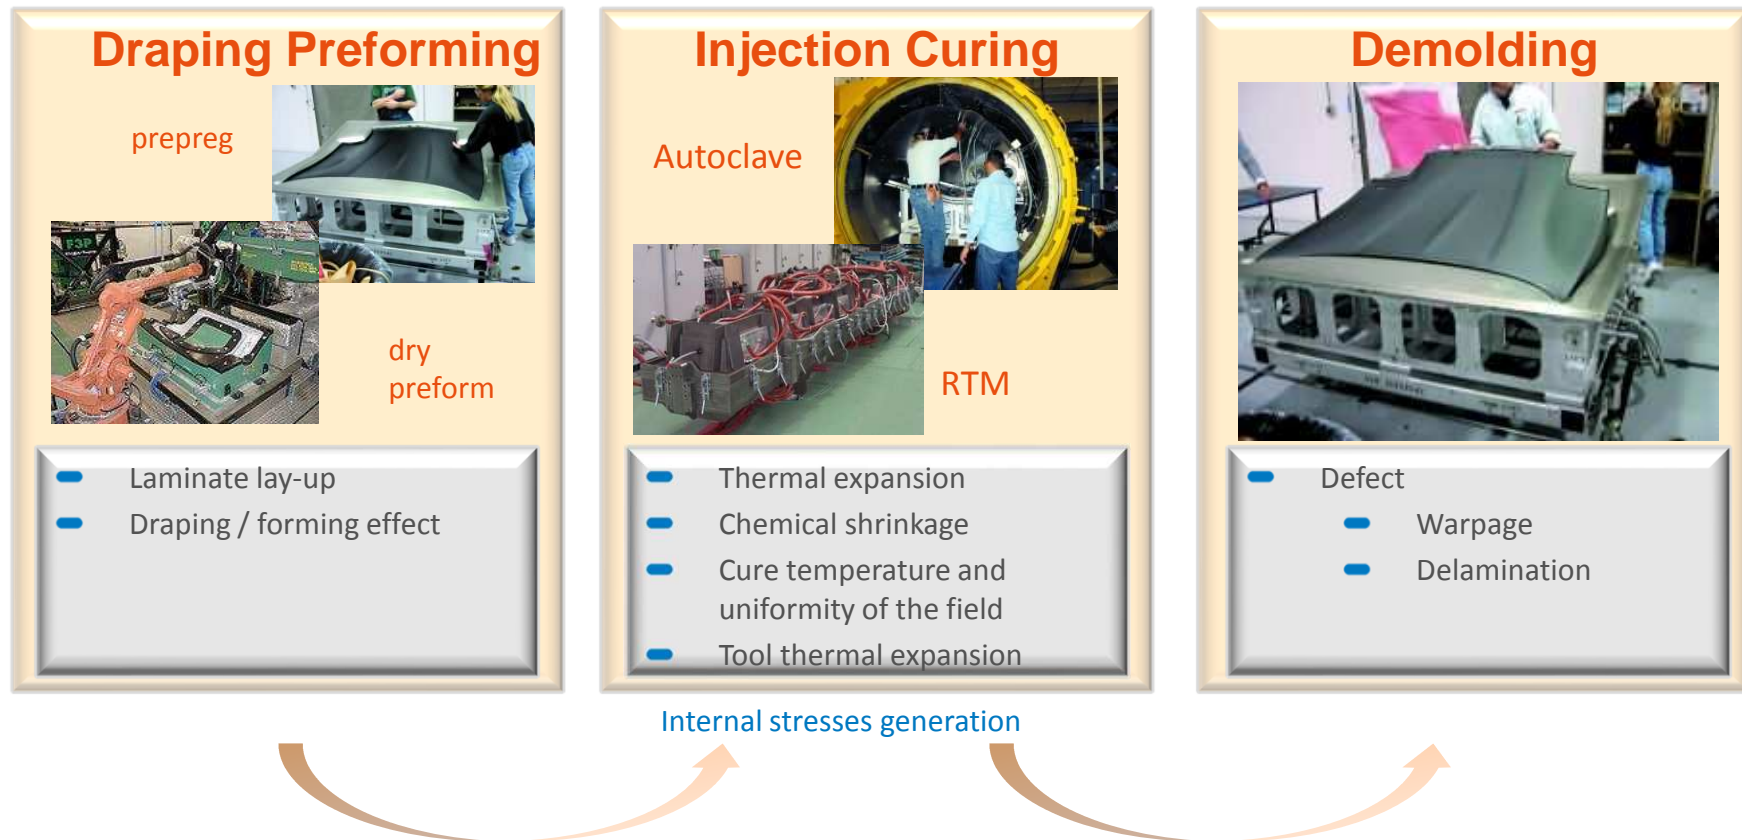 Draping Preforming
prepreg
F3P
dry
preform
Laminate lay-up
Draping / forming effect
Injection Curing
Autoclave
RTM
Thermal expansion
Chemical shrinkage
Cure temperature and
uniformity of the field
Tool thermal expansion
Internal stresses generation
Demolding
Defect
Warpage
Delamination